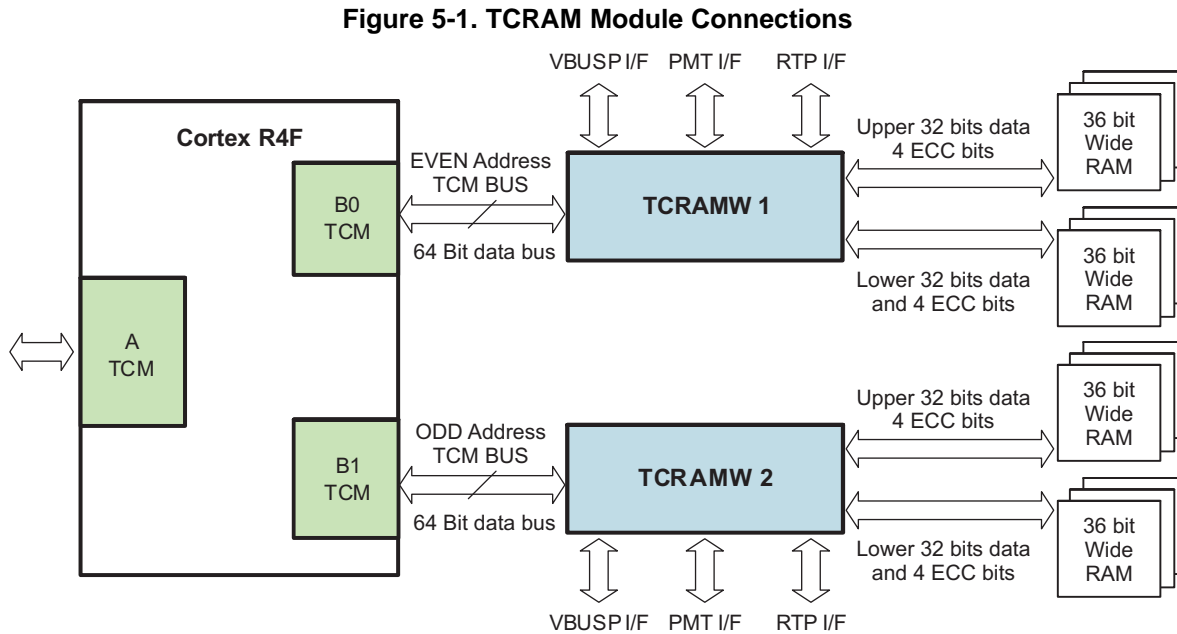 Figure 5-1. TCRAM Module Connections
VBUSP I/F
PMT I/F
RTP I/F
Cortex R4F
B0
TCM
A
TCM
B1
TCM
EVEN Address
TCM BUS
64 Bit data bus
TCRAMW 1
Upper 32 bits data
4 ECC bits
36 bit
Wide
RAM
Lower 32 bits data
and 4 ECC bits
36 bit
Wide
RAM
ODD Address
TCM BUS
64 Bit data bus
TCRAMW 2
Upper 32 bits data
4 ECC bits
36 bit
Wide
RAM
Lower 32 bits data
and 4 ECC bits
36 bit
Wide
RAM
VBUSP I/F
PMT I/F
RTP I/F